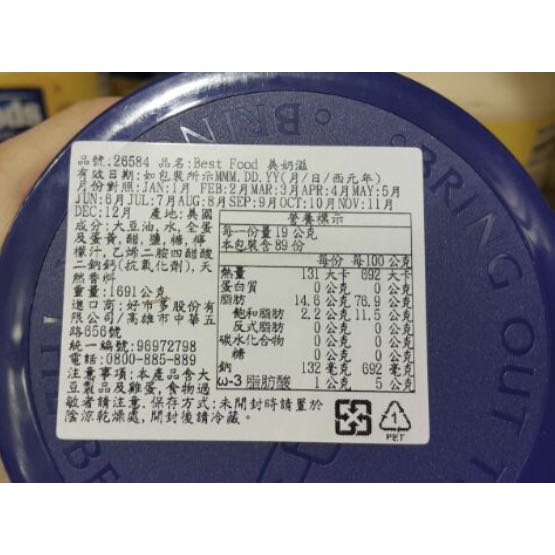 品號:26584 品名:Best Food 美奶滋
有效日期:如包裝所示MMM.DD.YY(月/日/西元年)
月份對照:JAN:1月 FEB:2月MAR:3月APR:4月MAY:5月
JUN:6月JUL:7月AUG:8月SEP:9月OCT:10月NOV:11月
DEC:12月 產地:美國
成分:大豆油,水,全蛋
及蛋黃,醋,鹽,糖,檸
檬汁,乙烯二胺四醋酸
二鈉鈣(抗氧化劑),天
然香料
重量:1691公克
進口商:好市多股份有
限公司/高雄市中華五
路656號
統一編號:96972798
電話:0800-885-889
注意事項:本產品含大
豆製品及雞蛋,食物過
敏者請注意.保存方式:未開封時請置於
陰涼乾燥處,開封後請冷藏。
營養標示
每一份量19公克
本包裝含89份
每份 每100公克
熱量 131 大卡 692 大卡
蛋白質 0 公克 0 公克
脂肪 14.6 公克 76.9 公克
飽和脂肪 2.2 公克 11.5 公克
反式脂肪 0 公克 0 公克
碳水化合物 0 公克 0 公克
糖 0 公克 0 公克
鈉 132 毫克 692 毫克
ω-3 脂肪酸 1 公克 5 公克
1
PET
BRING OUT
BRIN
BE
ds